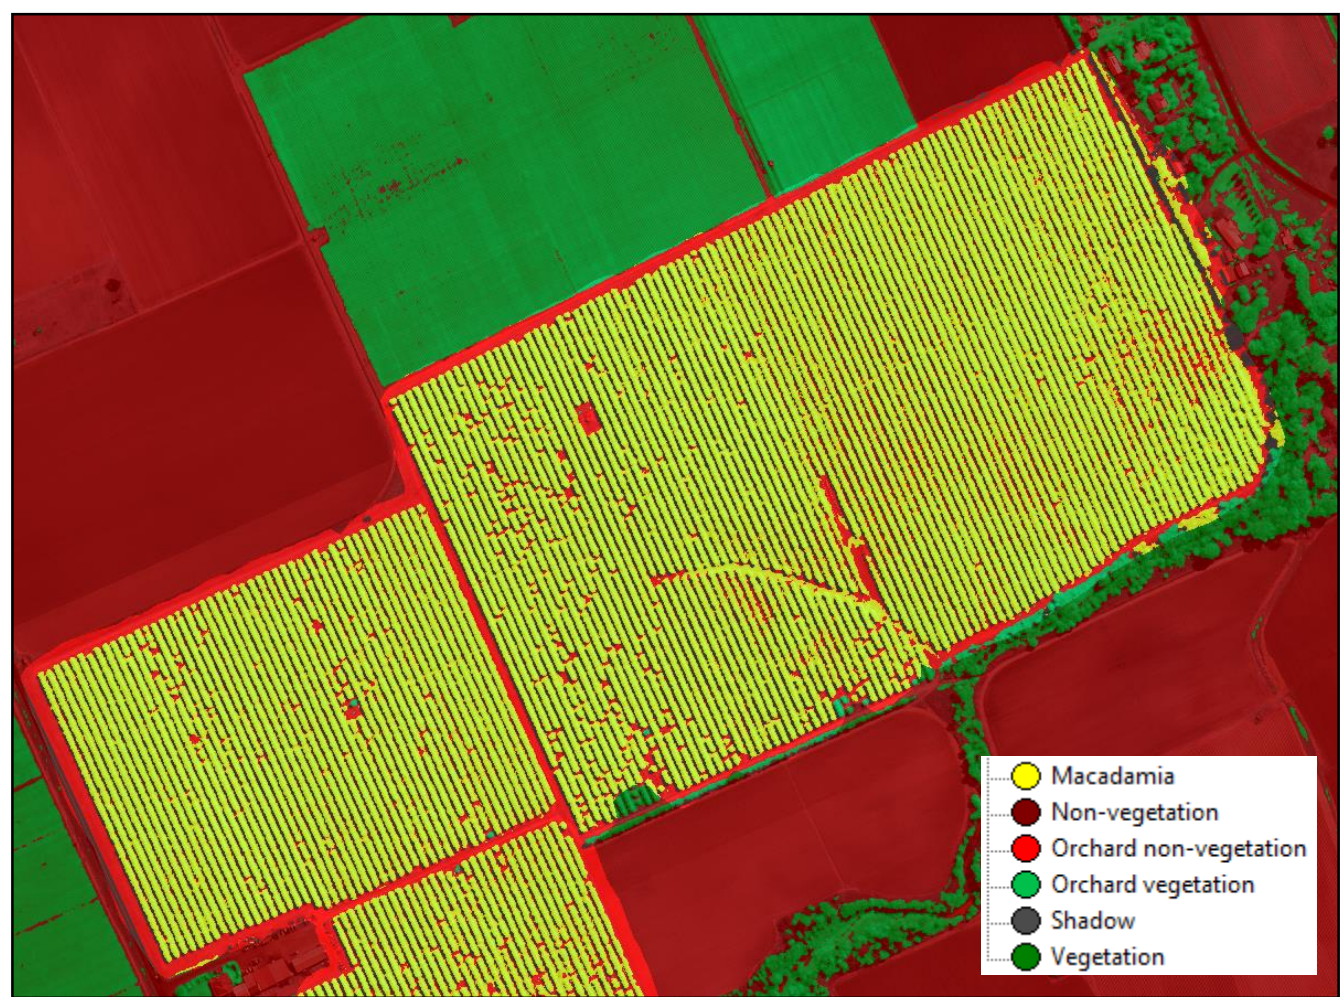 Macadamia
Non-vegetation
Orchard non-vegetation
Orchard vegetation
Shadow
Vegetation